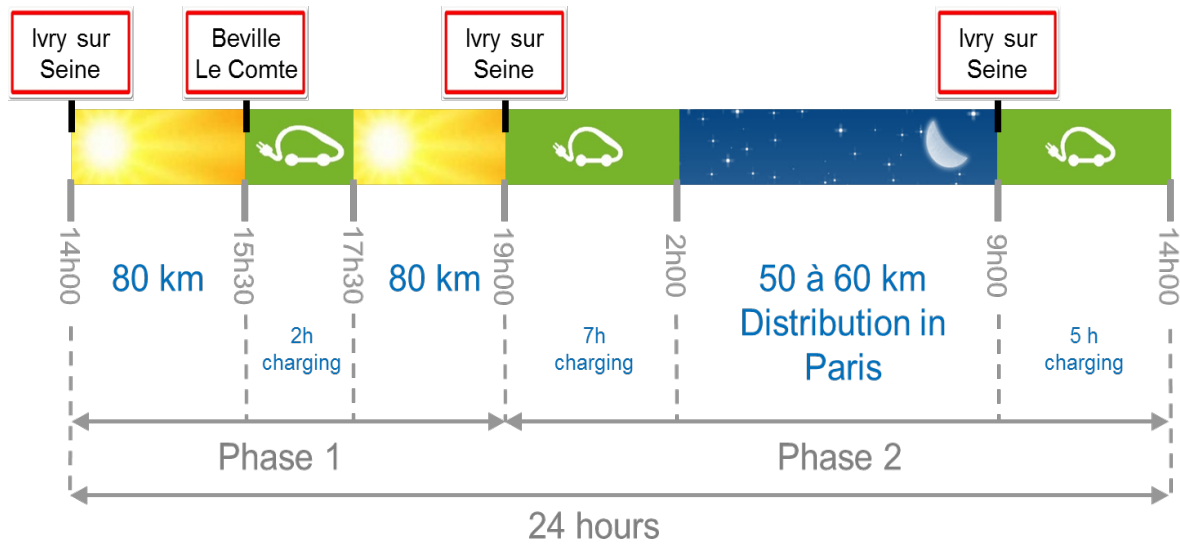 Ivry sur
Seine
Beville
Le Comte
Ivry sur
Seine
Ivry sur
Seine
14h00
15h30
17h30
19h00
2h00
9h00
14h00
80 km
80 km
50 à 60 km
Distribution in
Paris
2h
charging
7h
charging
5 h
charging
Phase 1
Phase 2
24 hours